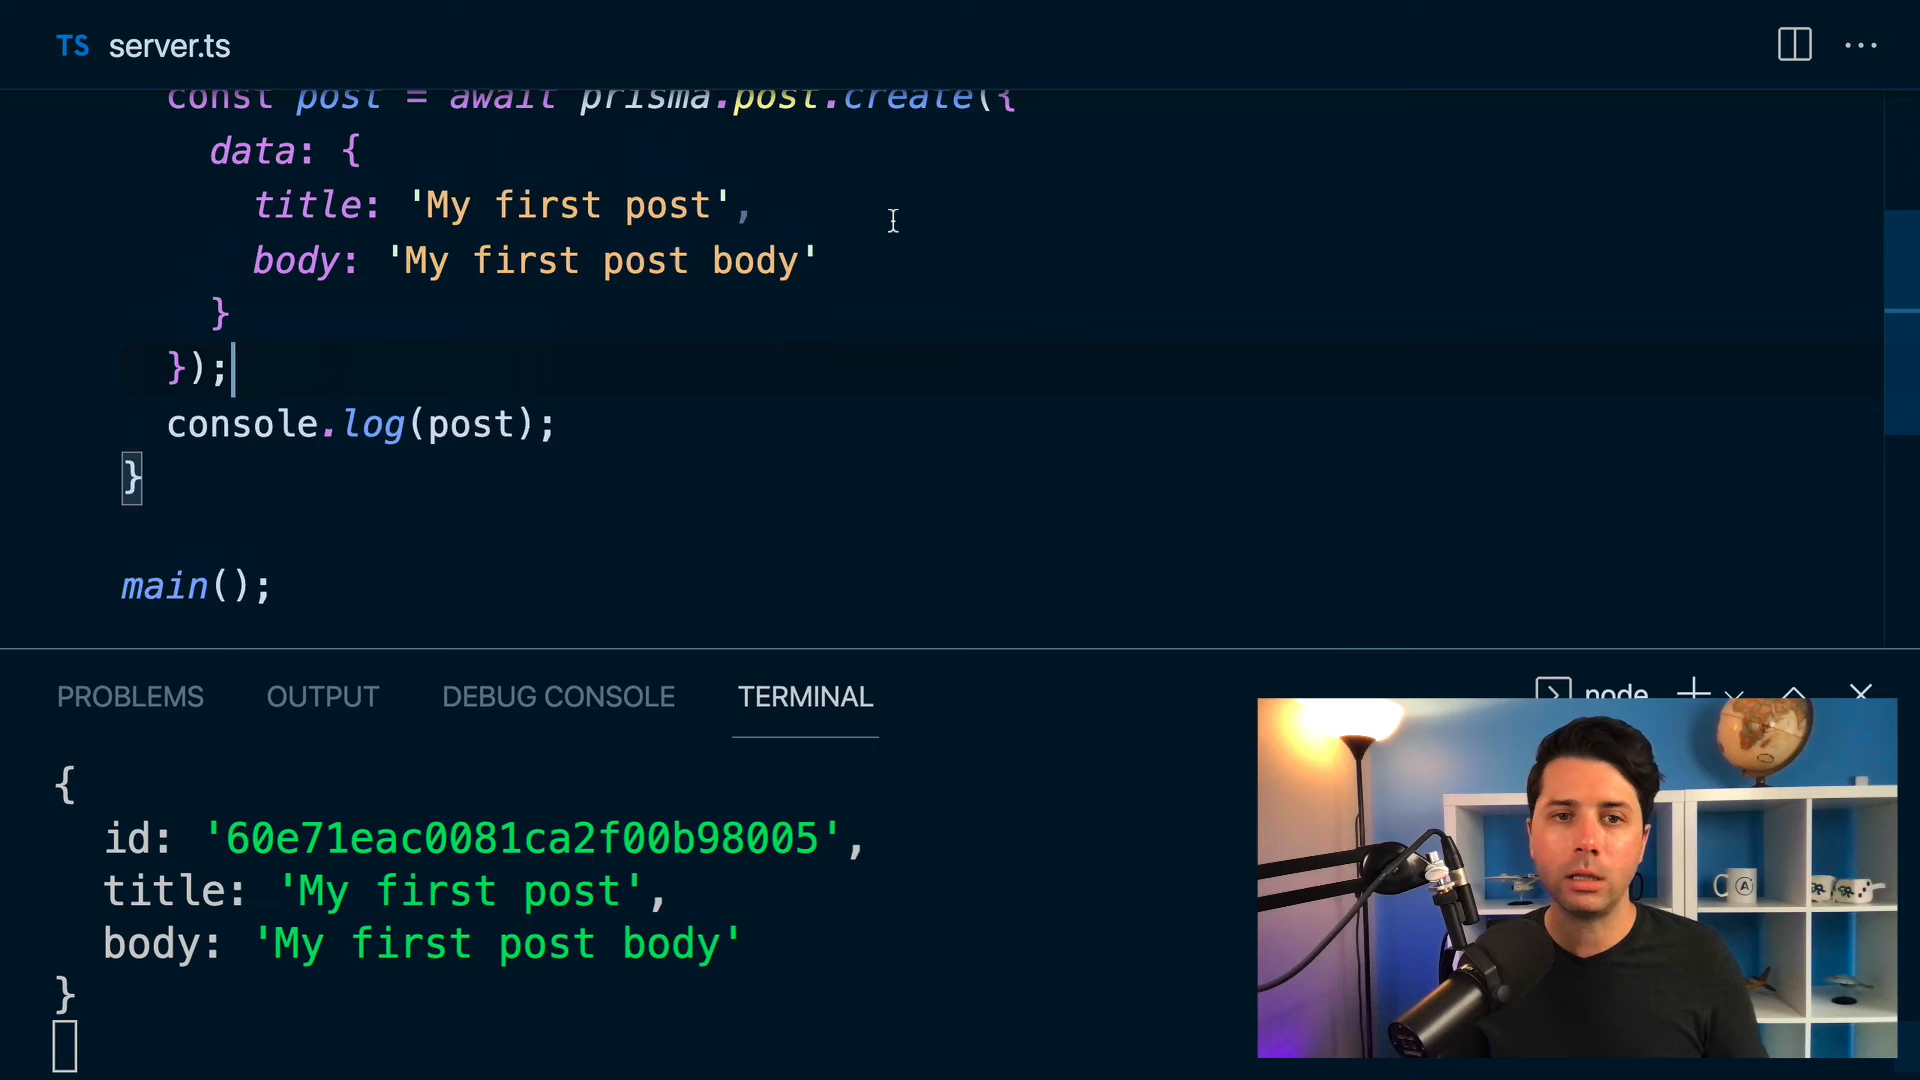 TS server.ts
const post = await prisma.post.create({
data: {
title: 'My first post',
body: 'My first post body'
}
});
console.log(post);
}
main();
PROBLEMS OUTPUT DEBUG CONSOLE TERMINAL
node
{
id: '60e71eac0081ca2f00b98005',
title: 'My first post',
body: 'My first post body'
}